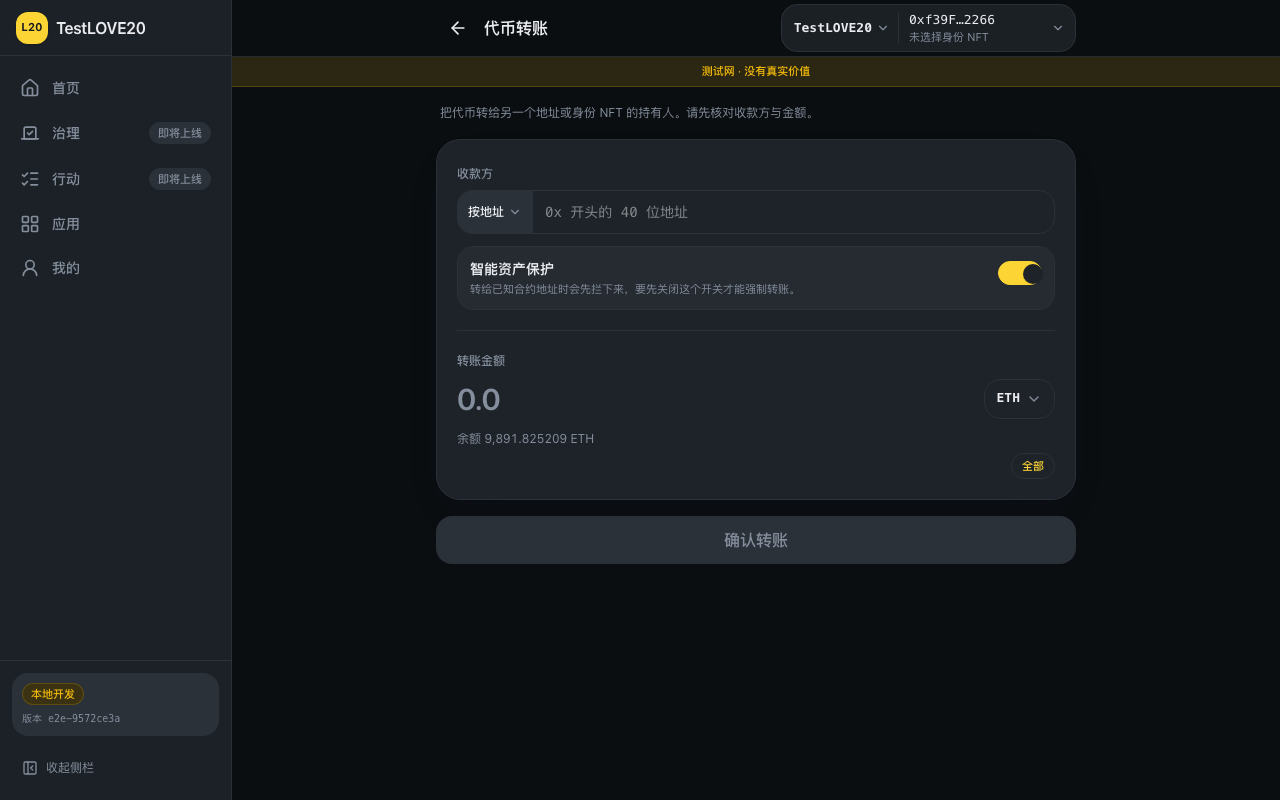 L20 TestLOVE20
首页
治理 即将上线
行动 即将上线
应用
我的
本地开发
版本 e2e-9572ce3a
收起侧栏
代币转账
TestLOVE20
0xf39F…2266
未选择身份 NFT
测试网 · 没有真实价值
把代币转给另一个地址或身份 NFT 的持有人。请先核对收款方与金额。
收款方
按地址 0x 开头的 40 位地址
智能资产保护
转给已知合约地址时会先拦下来，要先关闭这个开关才能强制转账。
转账金额
0.0 ETH
余额 9,891.825209 ETH
全部
确认转账